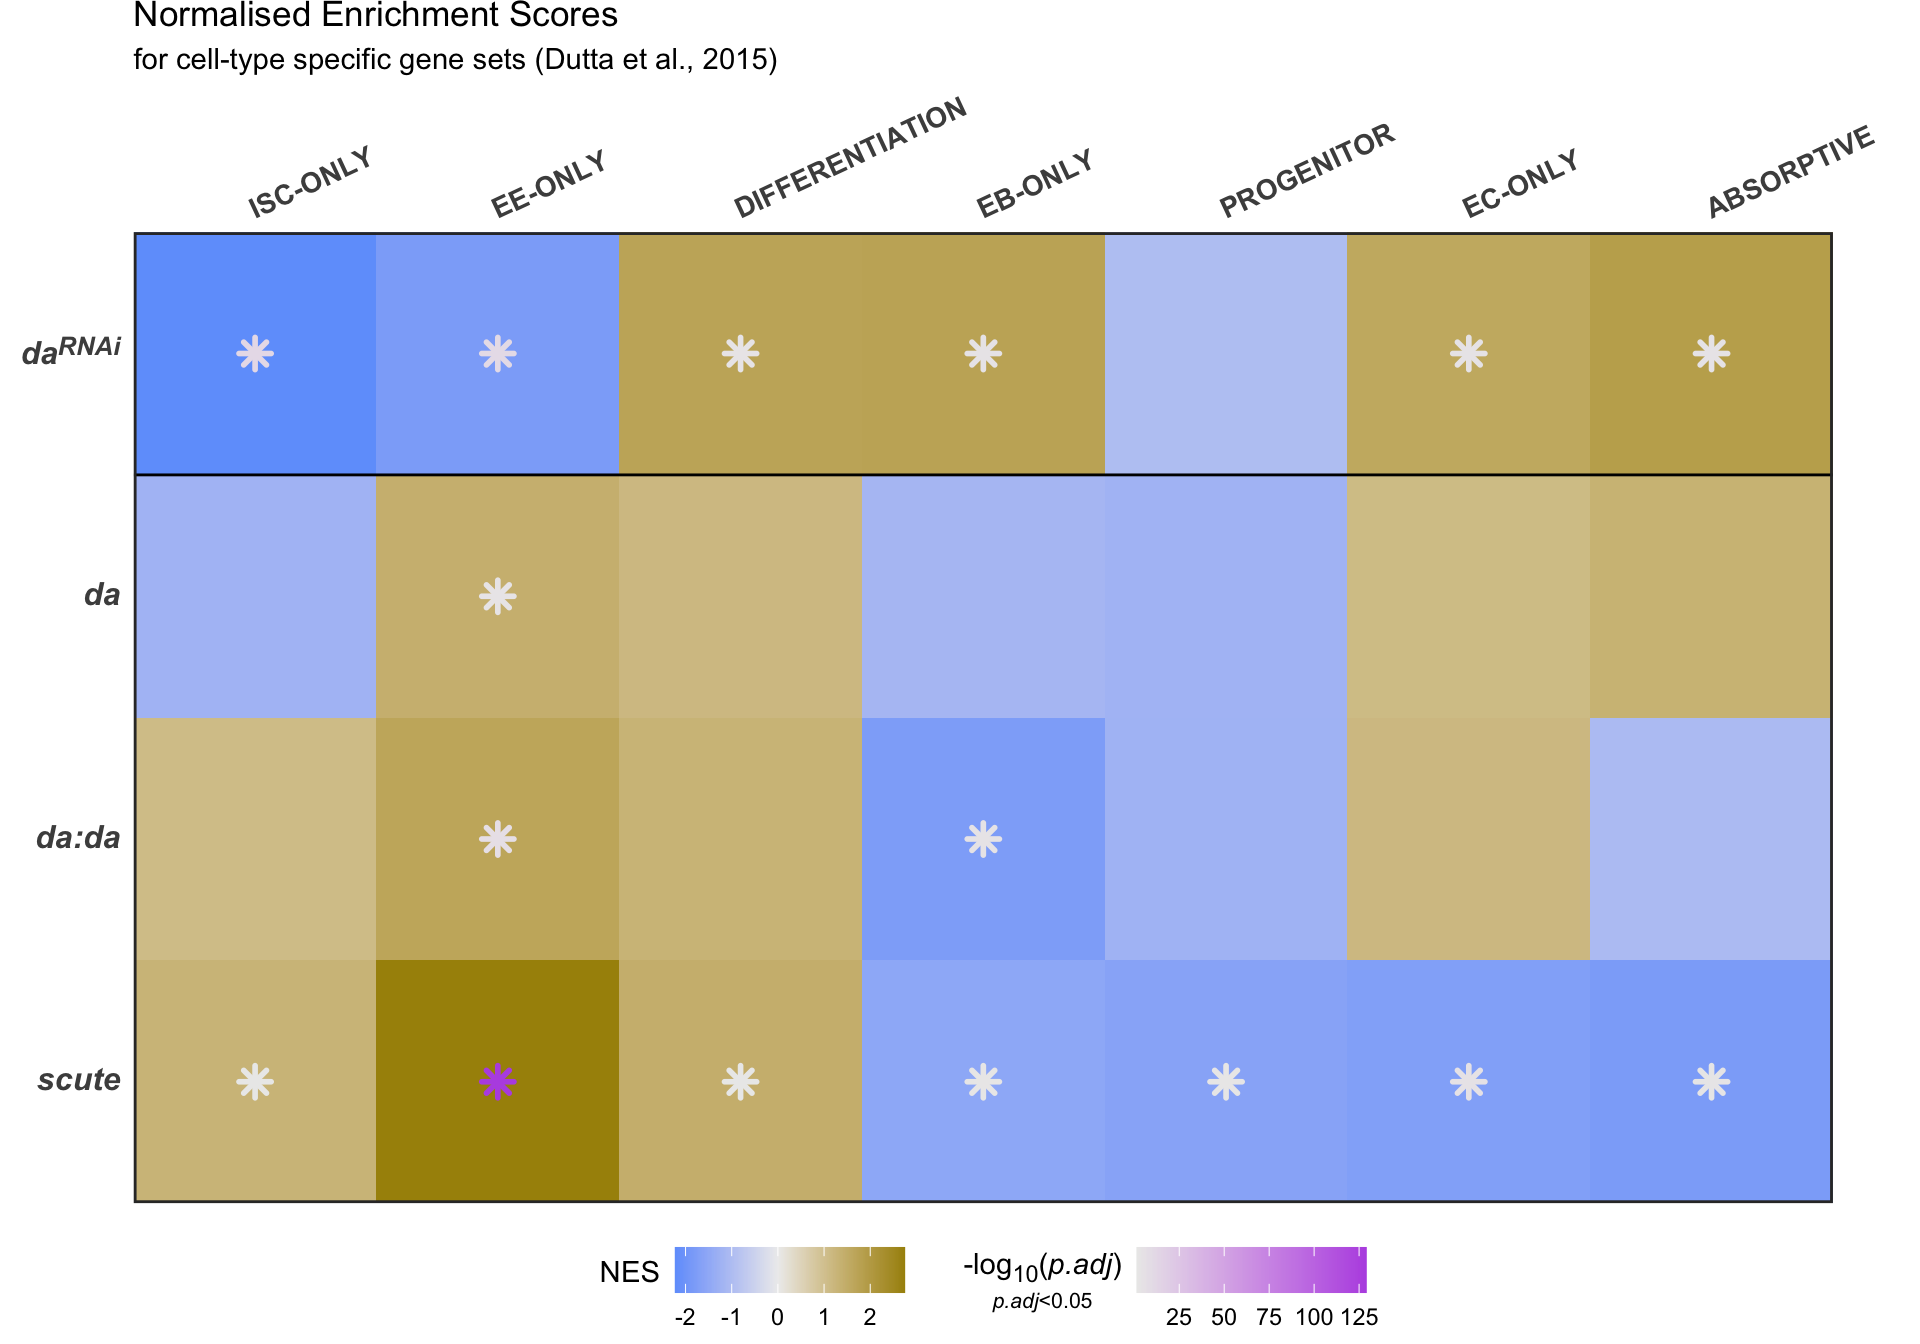 Normalised Enrichment Scores
for cell-type specific gene sets (Dutta et al., 2015)
ISC-ONLY
EE-ONLY
DIFFERENTIATION
EB-ONLY
PROGENITOR
EC-ONLY
ABSORPTIVE
daRNAi
da
da:da
scute
NES
-2 -1 0 1 2
-log10(p.adj)
p.adj<0.05
25 50 75 100 125